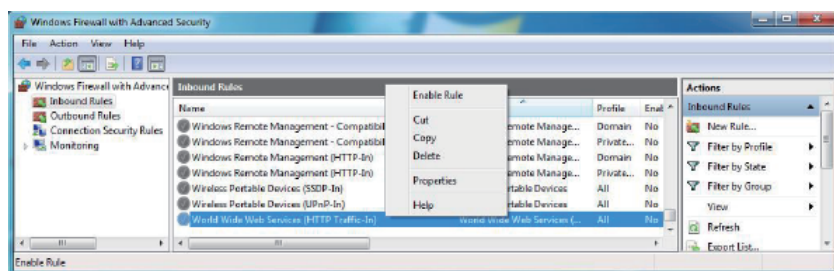 Windows Firewall with Advanced Security
File Action View Help
Windows Firewall with Advance
Inbound Rules
Outbound Rules
Connection Security Rules
Monitoring
Inbound Rules
Name Profile Enal
Windows Remote Management - Compatibil emote Manage... Domain No
Windows Remote Management - Compatibil emote Manage... Private... No
Windows Remote Management (HTTP-In) emote Manage... Domain No
Windows Remote Management (HTTP-In) emote Manage... Private... No
Wireless Portable Devices (SSDP-In) rtable Devices All No
Wireless Portable Devices (UPnP-In) rtable Devices All No
World Wide Web Services (HTTP Traffic-In) World Wide Web Services (... All No
Enable Rule
Cut
Copy
Delete
Properties
Help
Actions
Inbound Rules
New Rule...
Filter by Profile
Filter by State
Filter by Group
View
Refresh
Export List...
Enable Rule